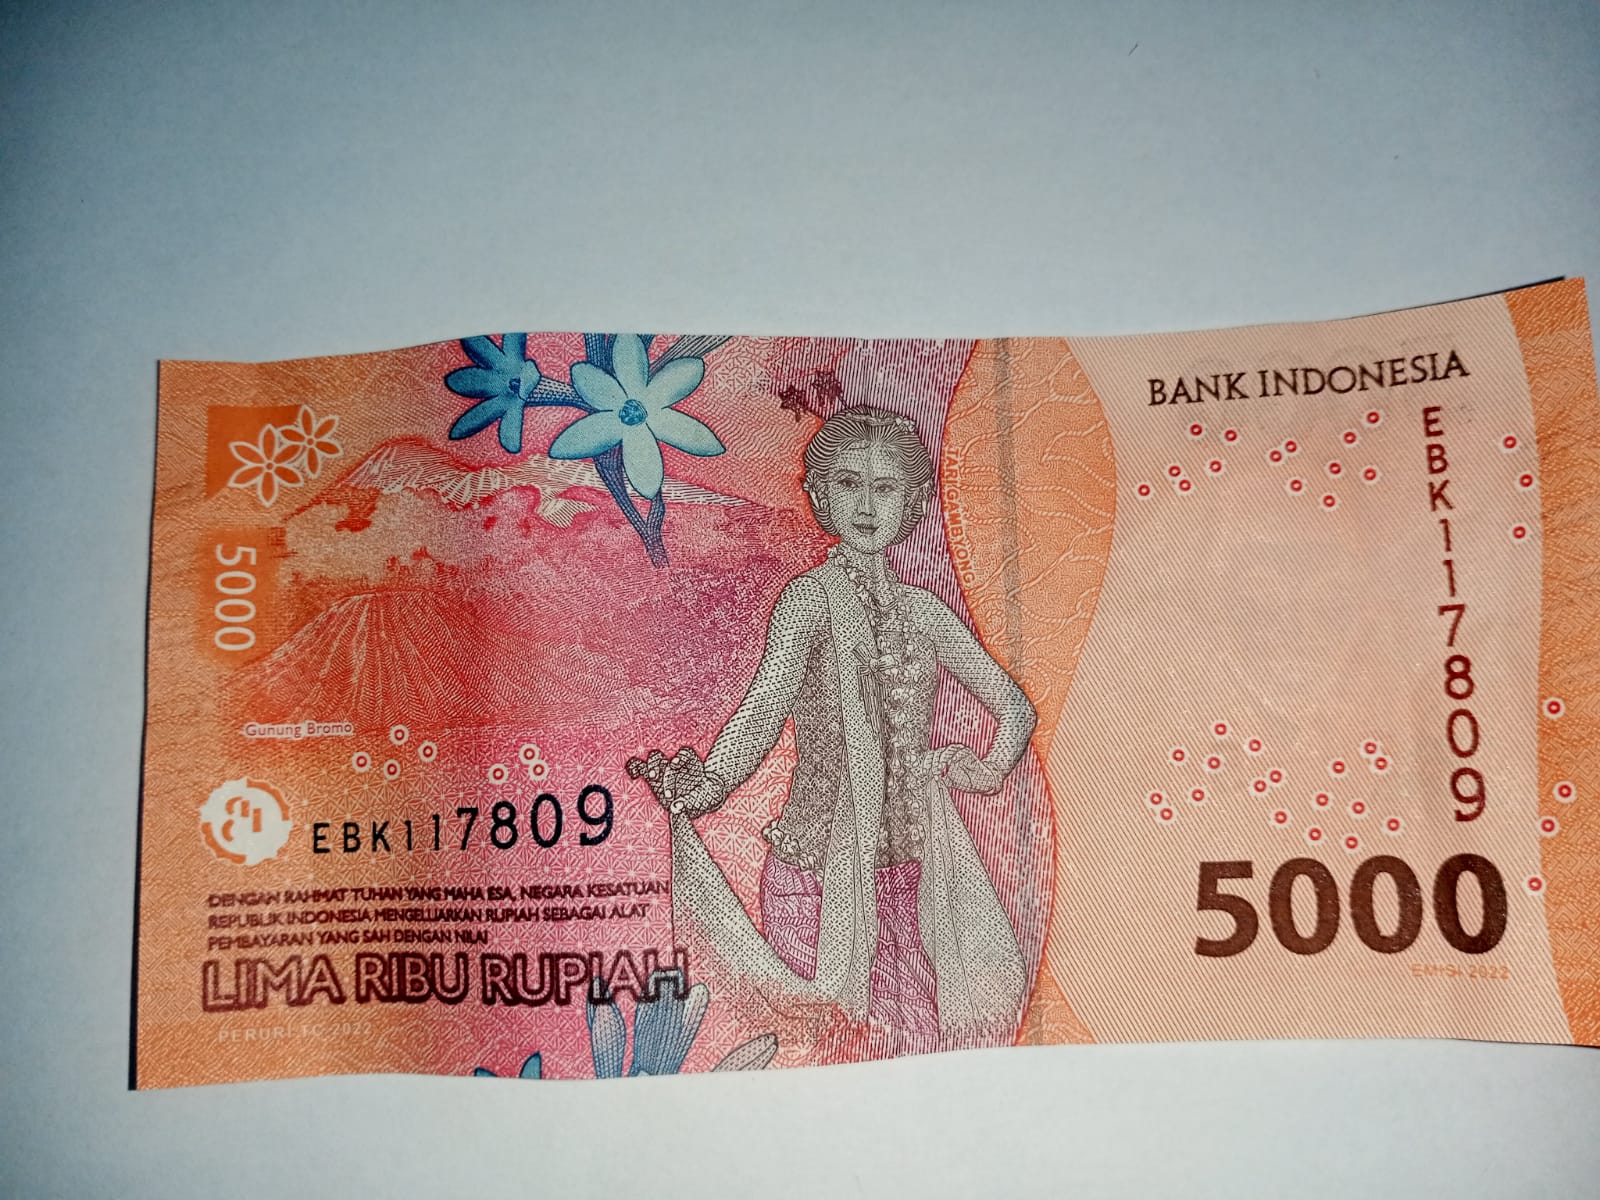 BANK INDONESIA
EBK117809
TARI GAMBYONG
5000
Gunung Bromo
EBK117809
DENGAN RAHMAT TUHAN YANG MAHA ESA, NEGARA KESATUAN
REPUBLIK INDONESIA MENGELUARKAN RUPIAH SEBAGAI ALAT
PEMBAYARAN YANG SAH DENGAN NILAI
LIMA RIBU RUPIAH
PERURI TC 2022
5000
EMISI 2022